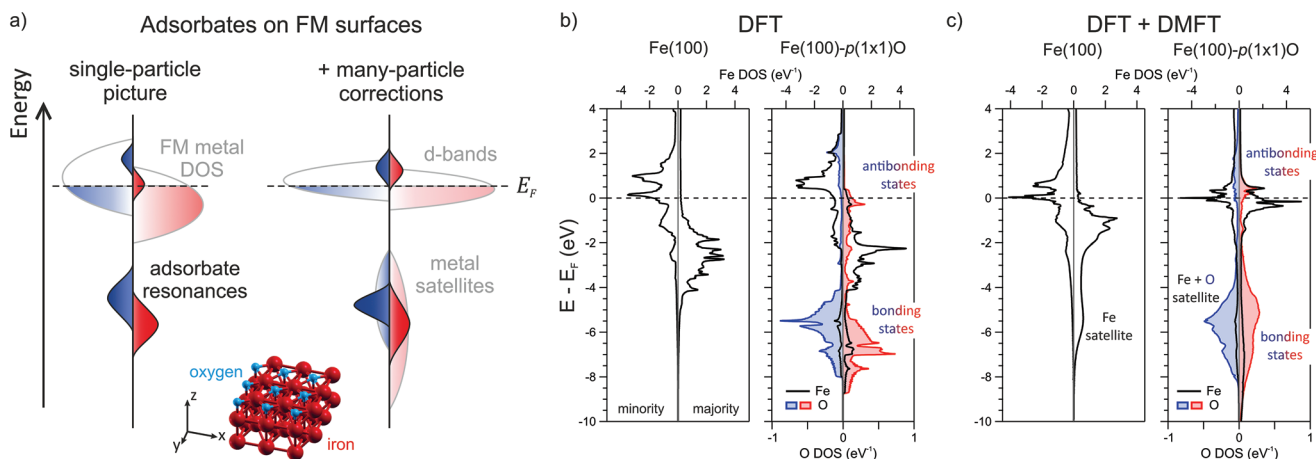 a)
Adsorbates on FM surfaces
single-particle
picture
+ many-particle
corrections
Energy
FM metal
DOS
d-bands
E_F
adsorbate
resonances
metal
satellites
oxygen
iron
z
y
x
b)
DFT
Fe(100)
Fe(100)-p(1x1)O
Fe DOS (eV⁻¹)
-4 -2 0 2 4
-4 -2 0 2 4
E - E_F (eV)
4
2
0
-2
-4
-6
-8
-10
antibonding
states
bonding
states
minority
majority
Fe
O
-1 0 1
O DOS (eV⁻¹)
c)
DFT + DMFT
Fe(100)
Fe(100)-p(1x1)O
Fe DOS (eV⁻¹)
-4 -2 0 2 4
-4 0 4
4
2
0
-2
-4
-6
-8
-10
antibonding
states
Fe + O
satellite
Fe
satellite
bonding
states
Fe
O
-1 0 1
O DOS (eV⁻¹)